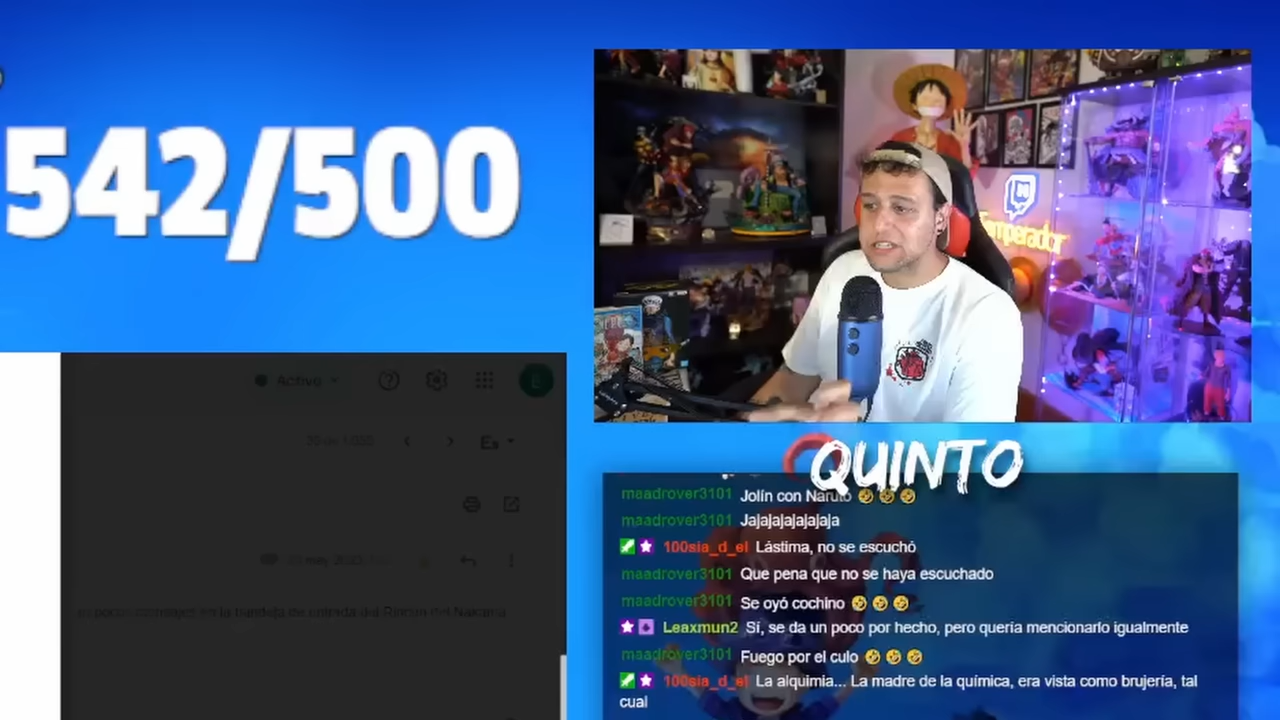 542/500
Emperador
Active
QUINTO
maadrover3101 Jolín con Naruto 🤣🤣🤣
maadrover3101 Jajajajajajajaja
100sia_d_el Lástima, no se escuchó
maadrover3101 Que pena que no se haya escuchado
maadrover3101 Se oyó cochino 🤣🤣🤣
Leaxmun2 Sí, se da un poco por hecho, pero quería mencionarlo igualmente
maadrover3101 Fuego por el culo 🤣🤣🤣
100sia_d_el La alquimia... La madre de la química, era vista como brujería, tal
cual